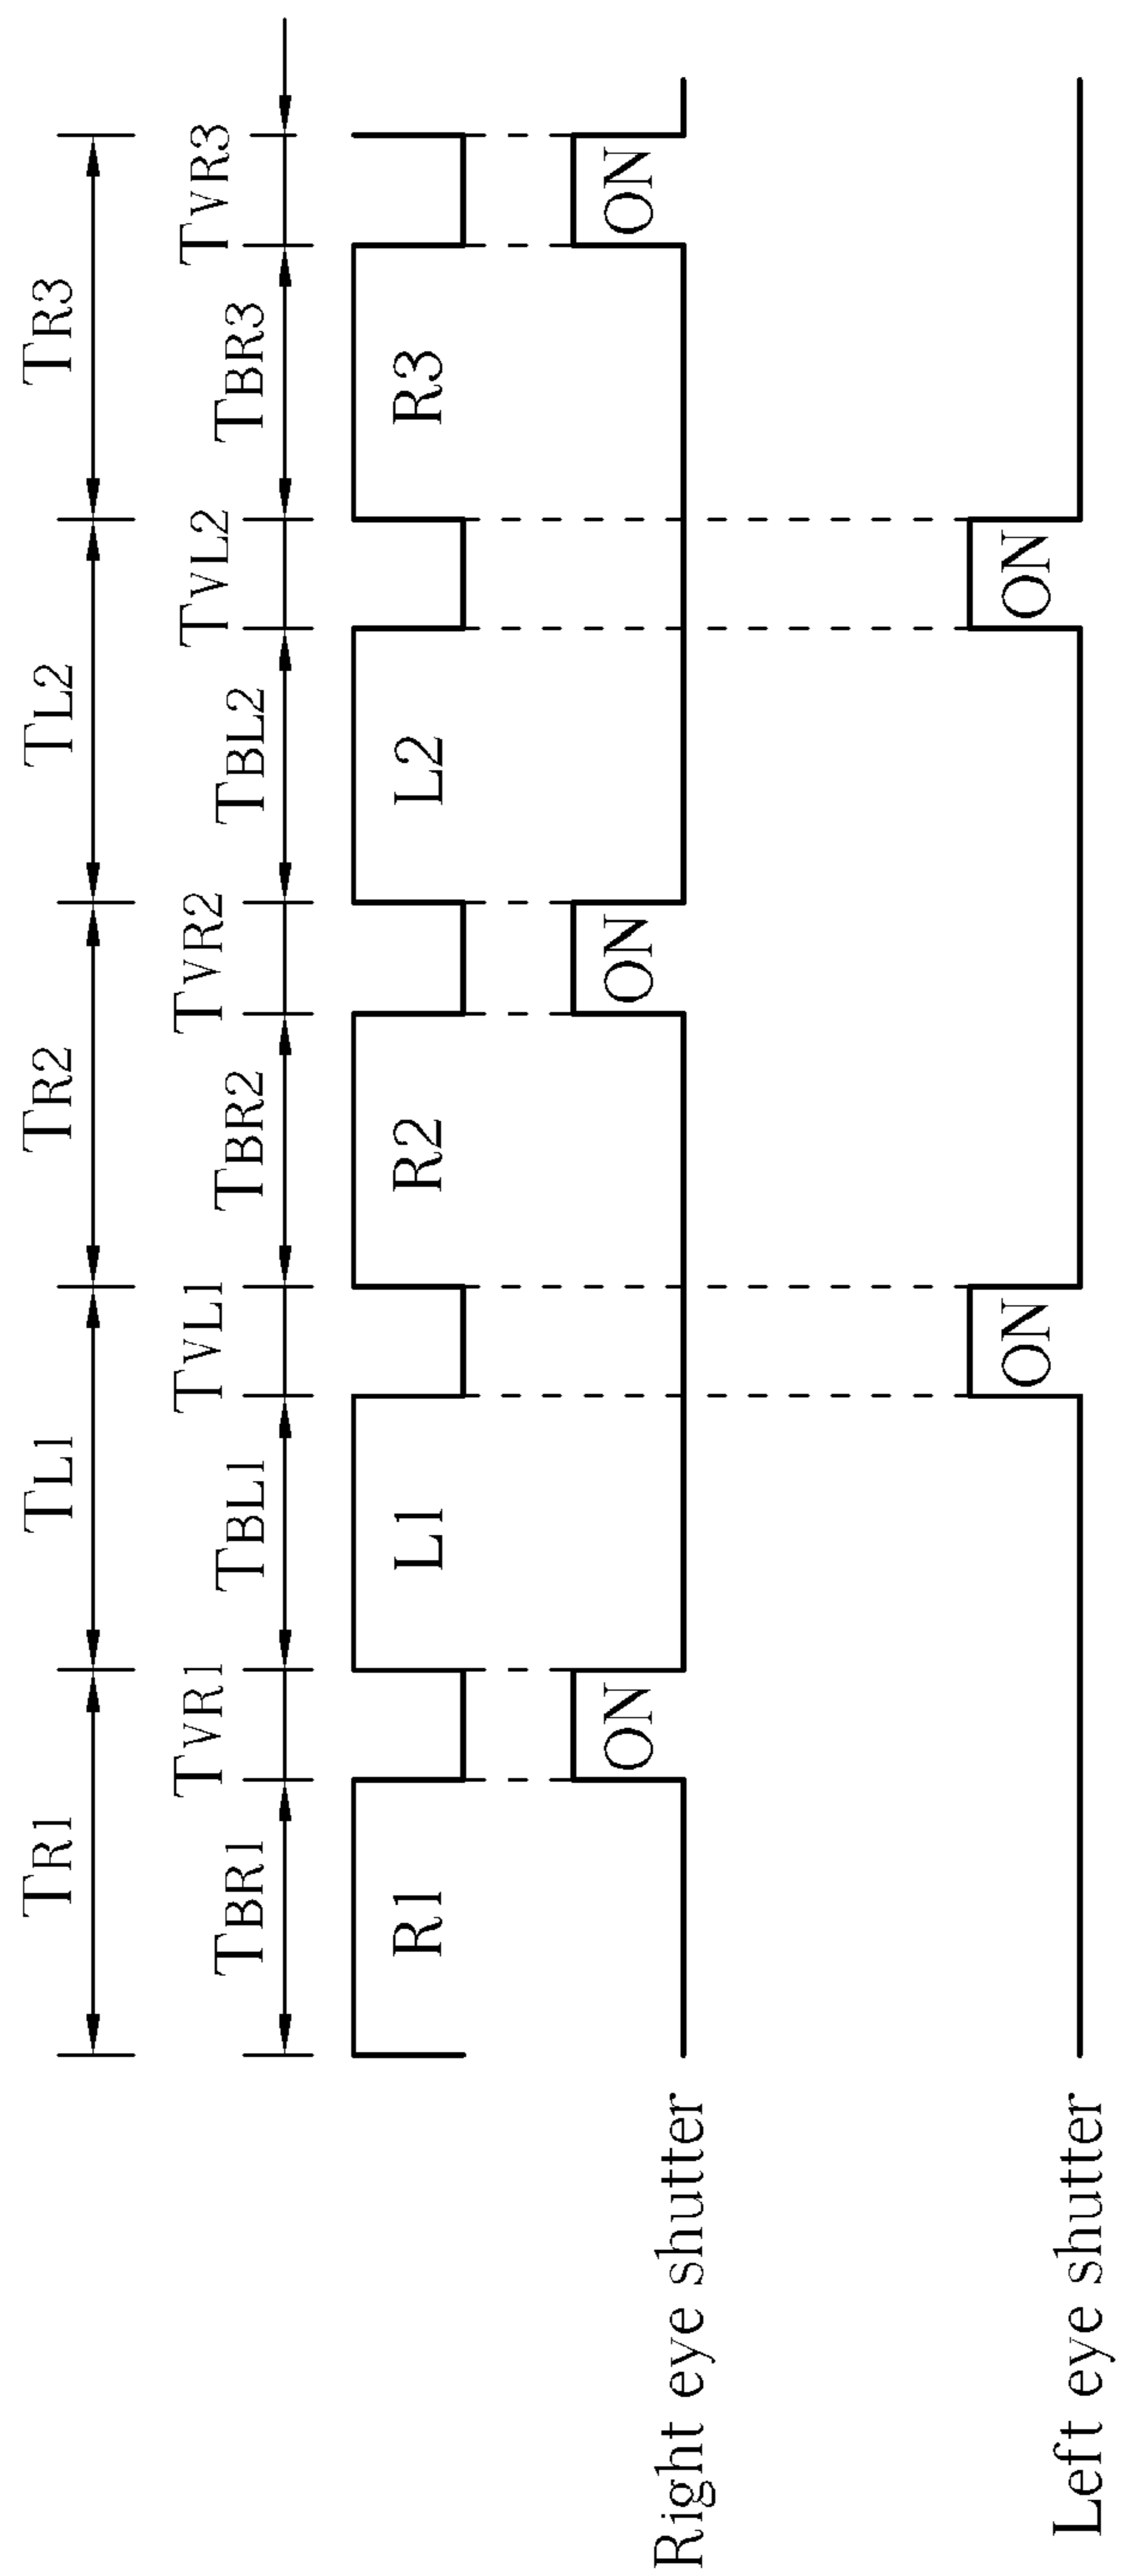 TR1 TL1 TR2 TL2 TR3
TBR1 TVR1 TBL1 TVL1 TBR2 TVR2 TBL2 TVL2 TBR3 TVR3
R1 L1 R2 L2 R3
Right eye shutter ON ON ON
Left eye shutter ON ON